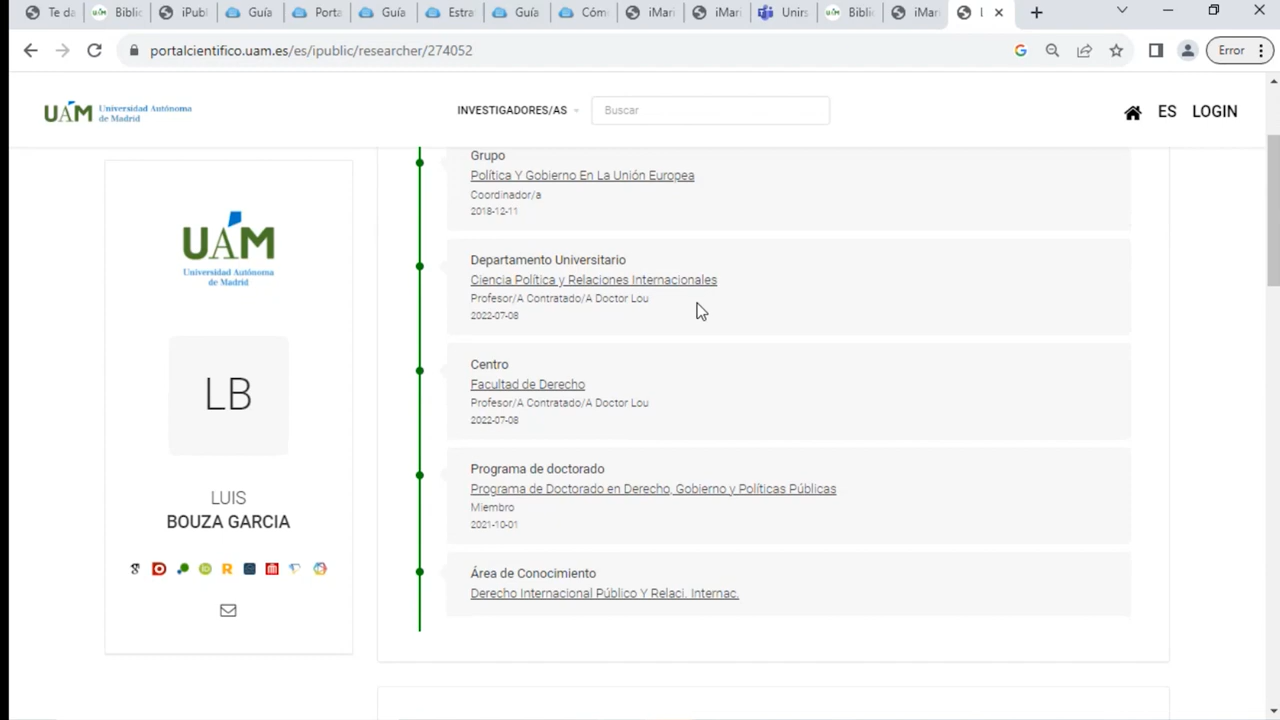 Te da
Biblic
iPubl
Guía
Porta
Guía
Estra
Guía
Cóm
iMari
iMari
Unirs
Biblic
iMari
portalcientifico.uam.es/es/ipublic/researcher/274052
Error
UAM Universidad Autónoma
de Madrid
INVESTIGADORES/AS
Buscar
ES
LOGIN
UAM
Universidad Autónoma
de Madrid
LB
LUIS
BOUZA GARCIA
Grupo
Política Y Gobierno En La Unión Europea
Coordinador/a
2018-12-11
Departamento Universitario
Ciencia Política y Relaciones Internacionales
Profesor/A Contratado/A Doctor Lou
2022-07-08
Centro
Facultad de Derecho
Profesor/A Contratado/A Doctor Lou
2022-07-08
Programa de doctorado
Programa de Doctorado en Derecho, Gobierno y Políticas Públicas
Miembro
2021-10-01
Área de Conocimiento
Derecho Internacional Público Y Relaci. Internac.